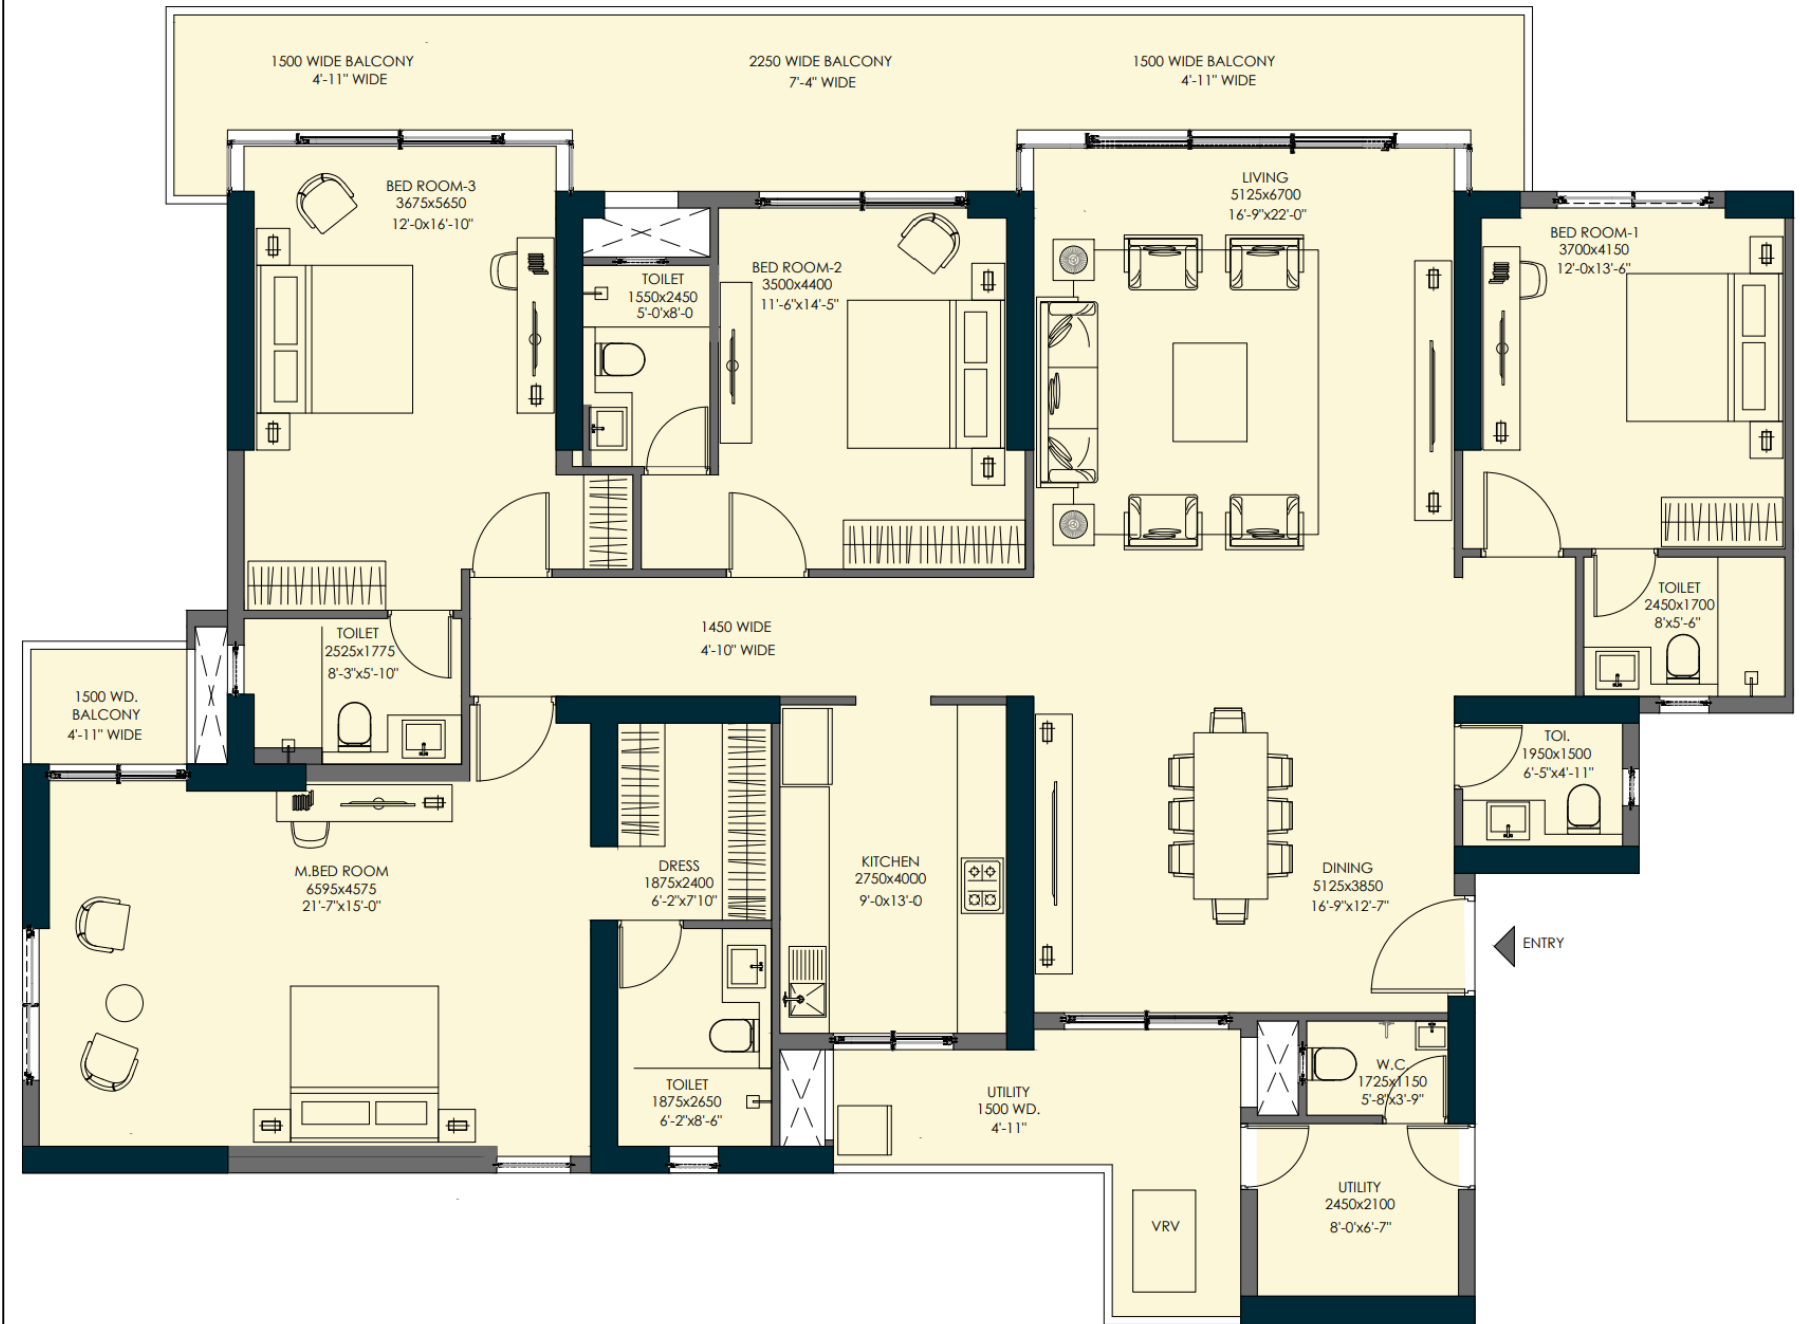 1500 WIDE BALCONY
4'-11" WIDE
2250 WIDE BALCONY
7'-4" WIDE
1500 WIDE BALCONY
4'-11" WIDE
BED ROOM-3
3675x5650
12'-0x16'-10"
TOILET
1550x2450
5'-0'x8'-0
BED ROOM-2
3500x4400
11'-6"x14'-5"
LIVING
5125x6700
16'-9"x22'-0"
BED ROOM-1
3700x4150
12'-0x13'-6"
TOILET
2525x1775
8'-3"x5'-10"
1450 WIDE
4'-10" WIDE
TOILET
2450x1700
8'x5'-6"
1500 WD.
BALCONY
4'-11" WIDE
TOI.
1950x1500
6'-5"x4'-11"
M.BED ROOM
6595x4575
21'-7"x15'-0"
DRESS
1875x2400
6'-2"x7'10"
KITCHEN
2750x4000
9'-0x13'-0
DINING
5125x3850
16'-9"x12'-7"
ENTRY
TOILET
1875x2650
6'-2"x8'-6"
UTILITY
1500 WD.
4'-11"
W.C.
1725x1150
5'-8"x3'-9"
VRV
UTILITY
2450x2100
8'-0'x6'-7"